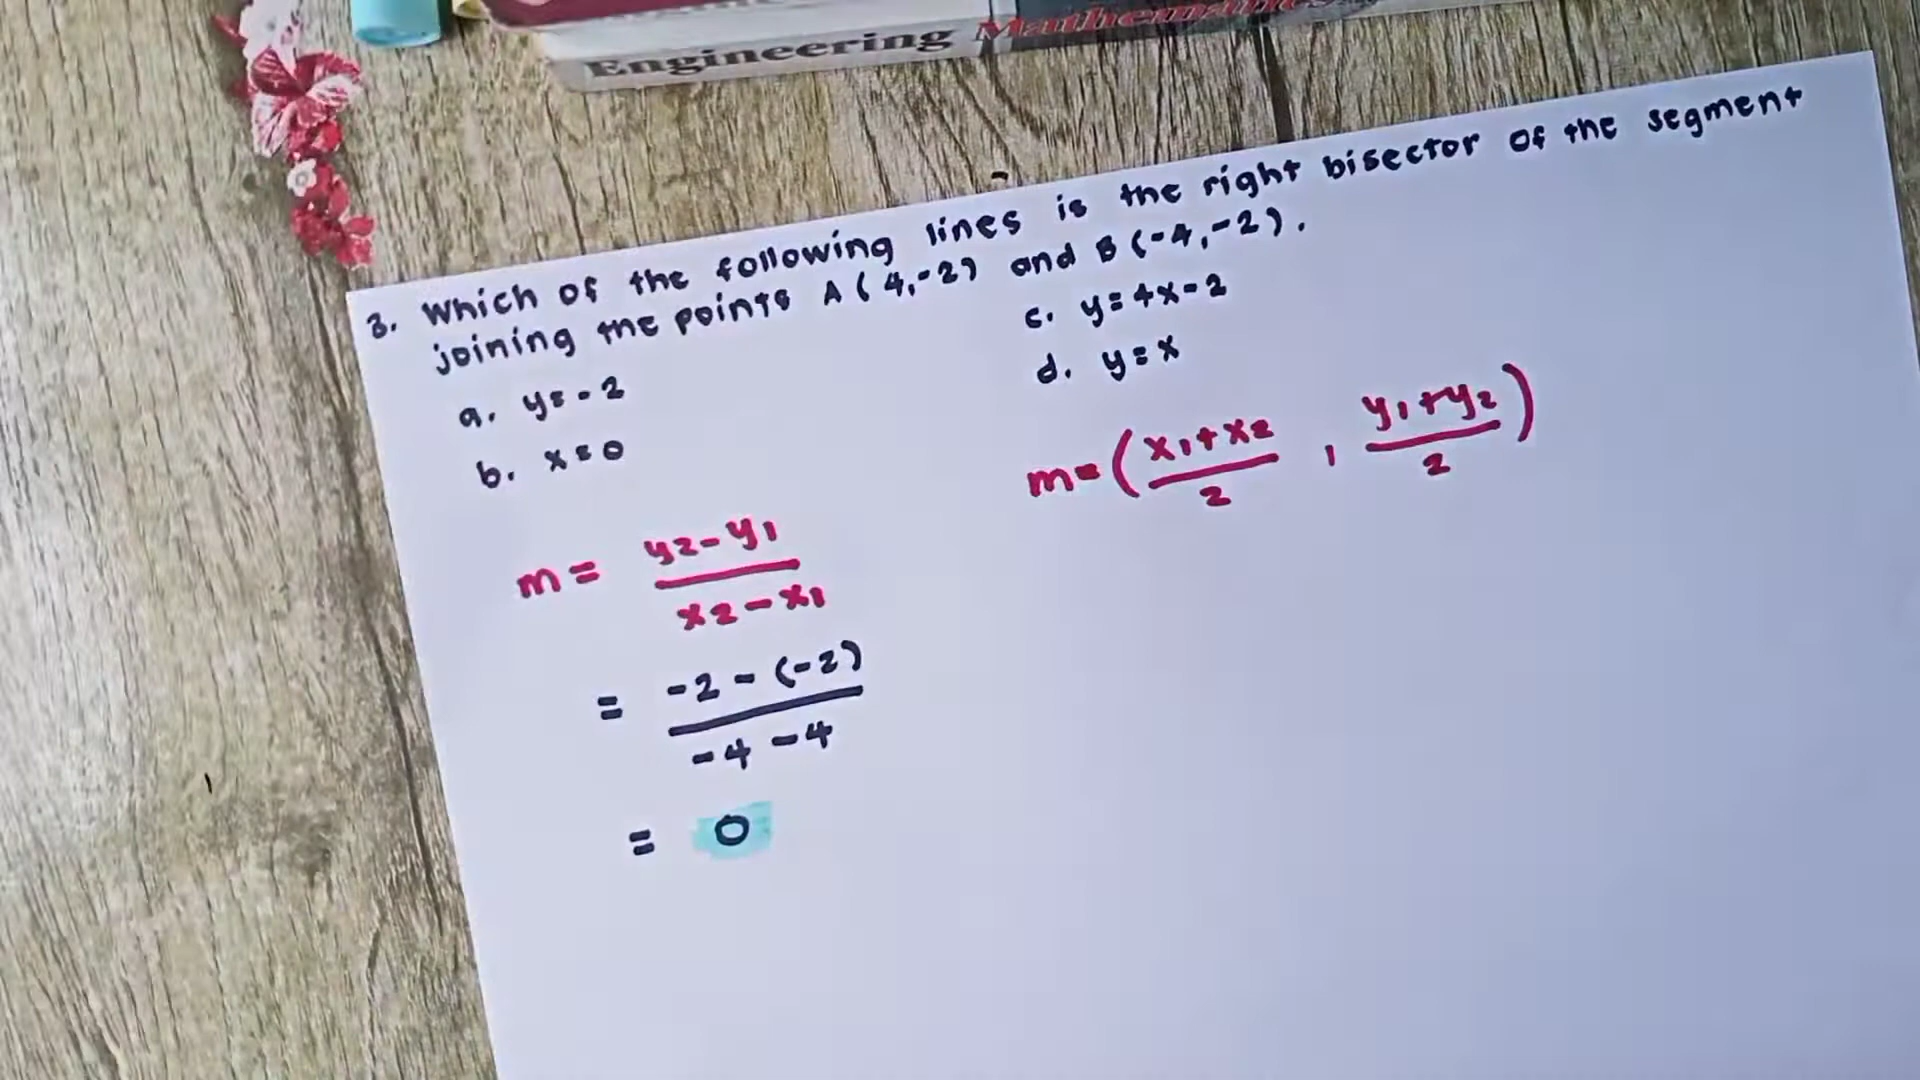 Engineering Mathematics
3. Which of the following lines is the right bisector of the segment
joining the points A(4,-2) and B(-4,-2).
a. y=-2
b. x=0
c. y=4x-2
d. y=x
m=(x1+x2/2, y1+y2/2)
m= y2-y1/x2-x1
= -2-(-2)/-4-4
= 0